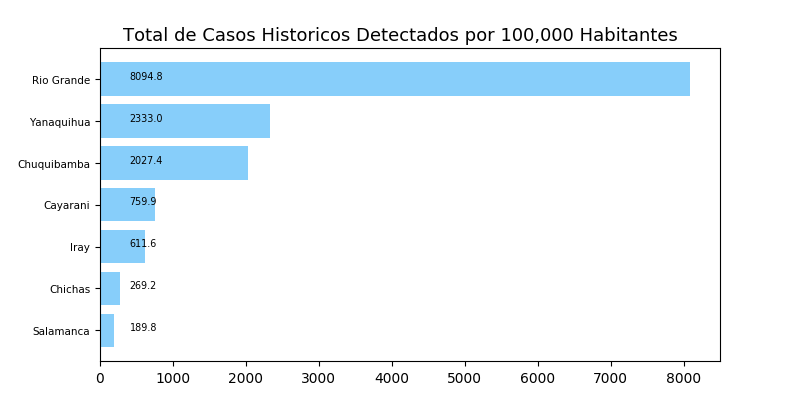 Total de Casos Historicos Detectados por 100,000 Habitantes
Rio Grande 8094.8
Yanaquihua 2333.0
Chuquibamba 2027.4
Cayarani 759.9
Iray 611.6
Chichas 269.2
Salamanca 189.8
0 1000 2000 3000 4000 5000 6000 7000 8000